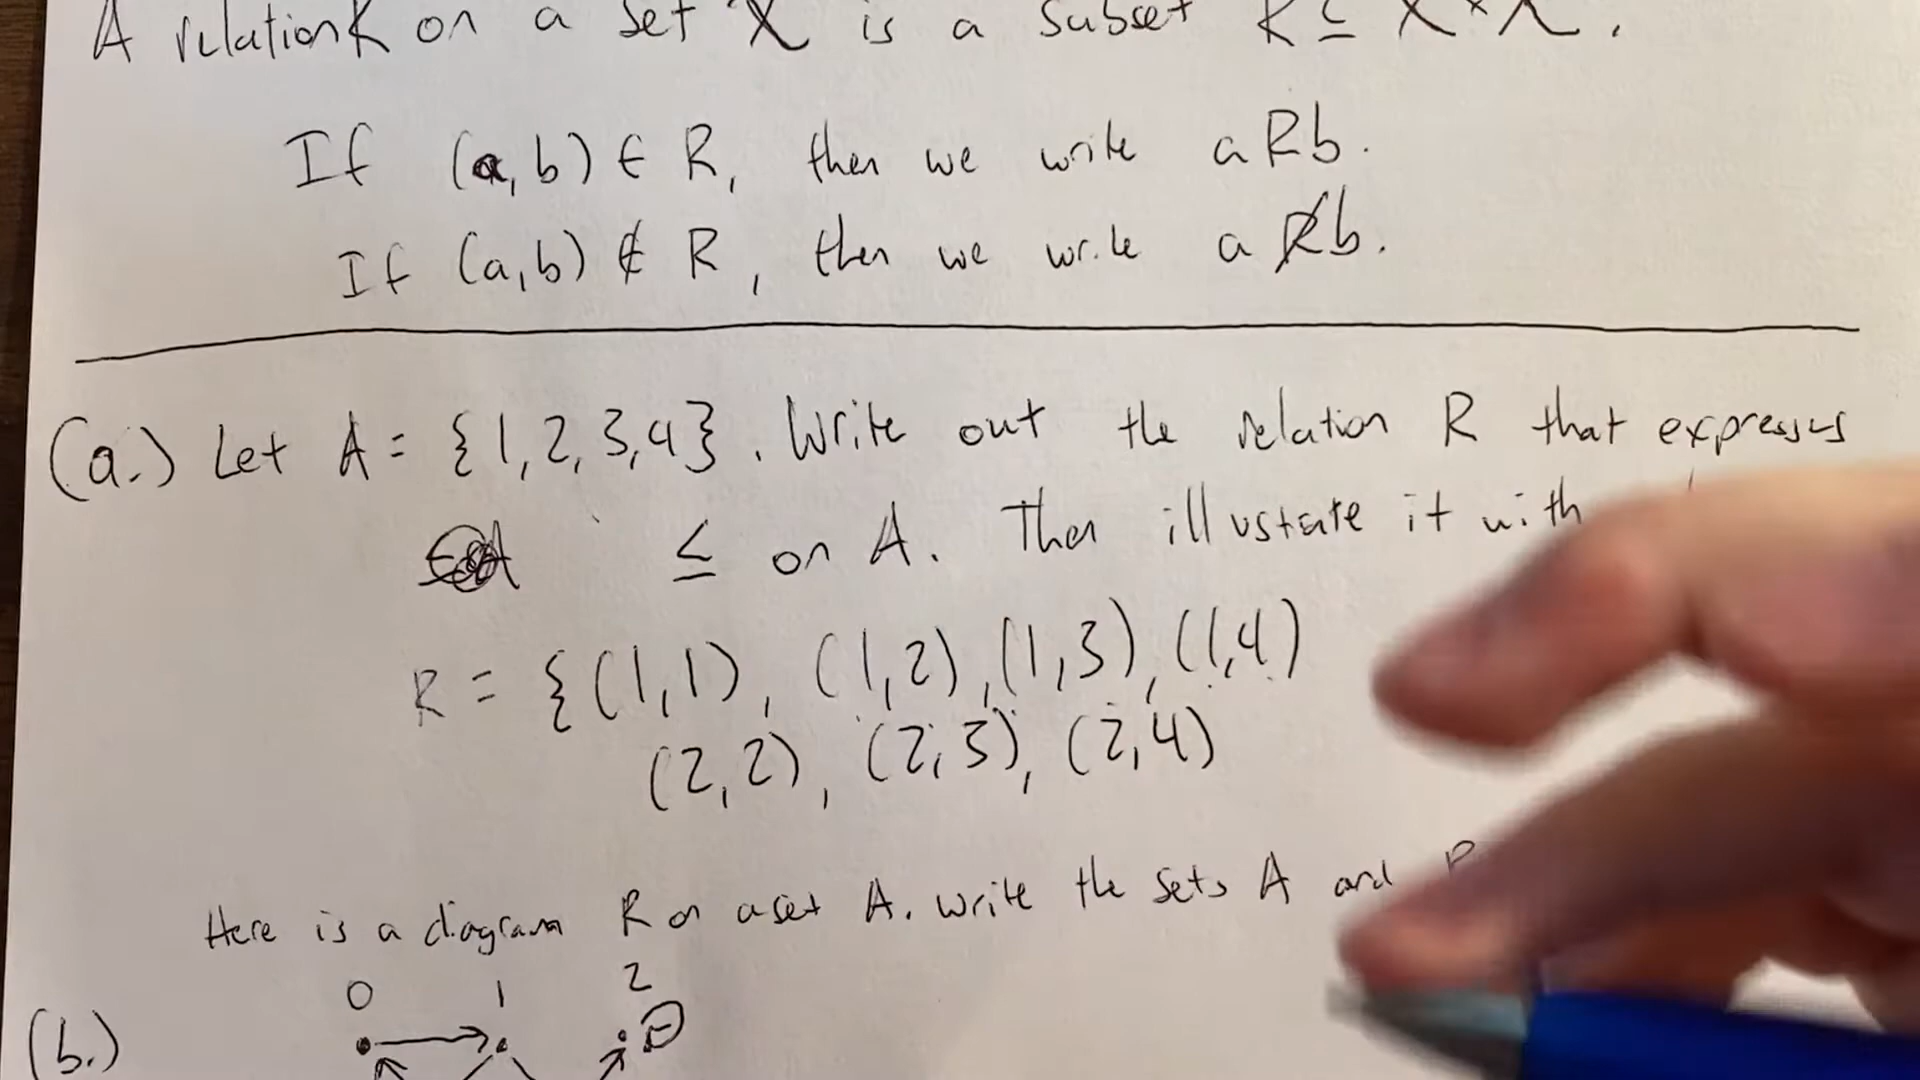 A relation R on a set X is a subset R ⊆ X × X.
If (a, b) ∈ R, then we write a R b.
If (a, b) ∉ R, then we write a R̸ b.
(a.) Let A = {1, 2, 3, 4}. Write out the relation R that expresses
≤ on A. Then illustrate it with
R = {(1,1), (1,2), (1,3), (1,4)
(2,2), (2,3), (2,4)
Here is a diagram R on a set A. Write the sets A and
0 1 2
(b.)